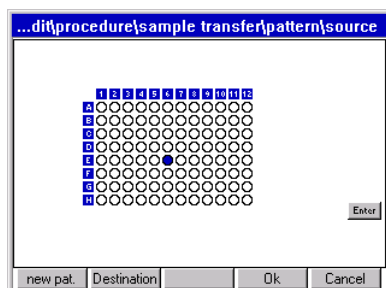 ...dit\procedure\sample transfer\pattern\source
1 2 3 4 5 6 7 8 9 10 11 12
A
B
C
D
E
F
G
H
Enter
new pat. Destination Ok Cancel